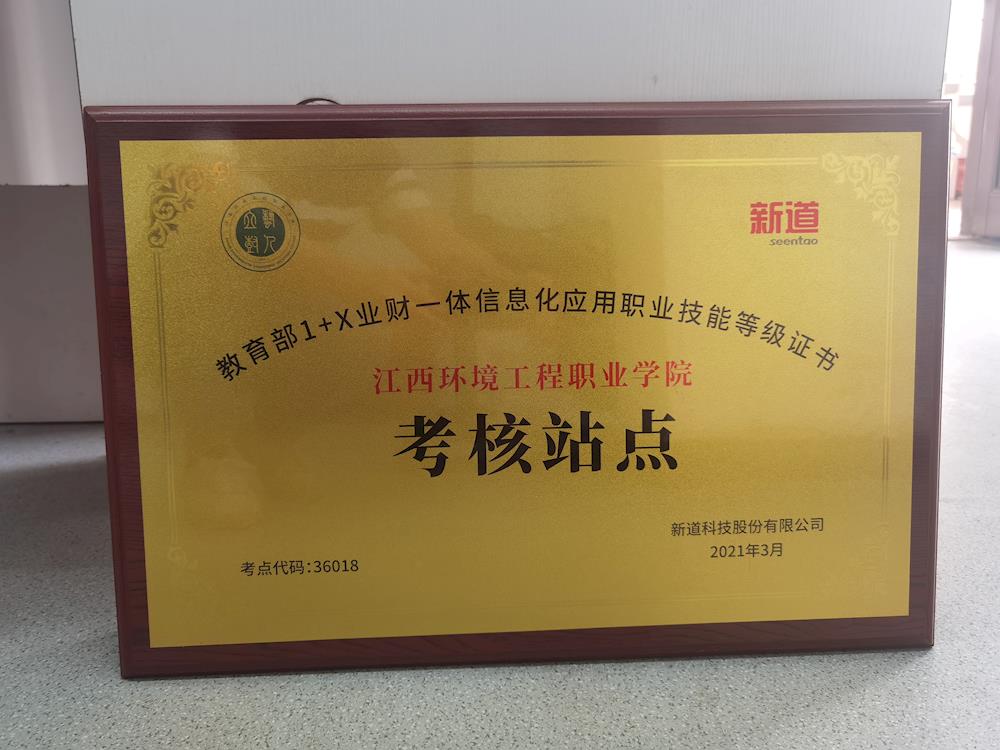 新道
seentao
教育部1+X业财一体信息化应用职业技能等级证书
江西环境工程职业学院
考核站点
新道科技股份有限公司
2021年3月
考点代码:36018